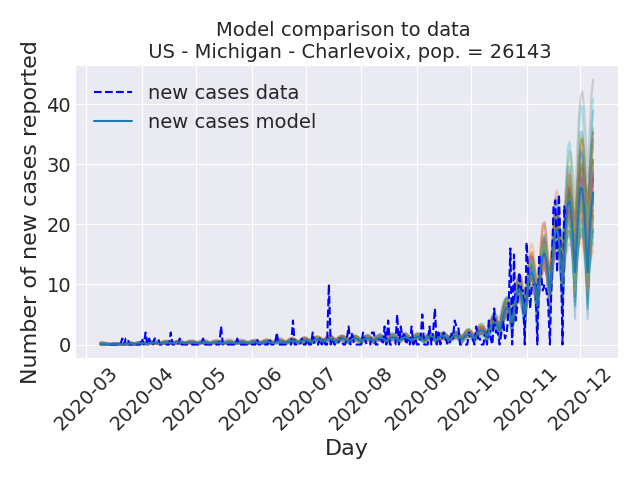 Model comparison to data
US - Michigan - Charlevoix, pop. = 26143
Number of new cases reported
new cases data
new cases model
40
30
20
10
0
2020-03
2020-04
2020-05
2020-06
2020-07
2020-08
2020-09
2020-10
2020-11
2020-12
Day